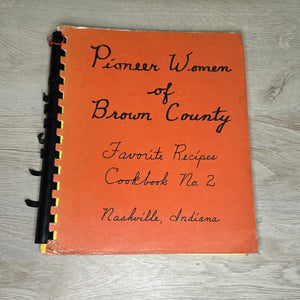 Pioneer Women
of
Brown County
Favorite Recipes
Cookbook No. 2
Nashville, Indiana